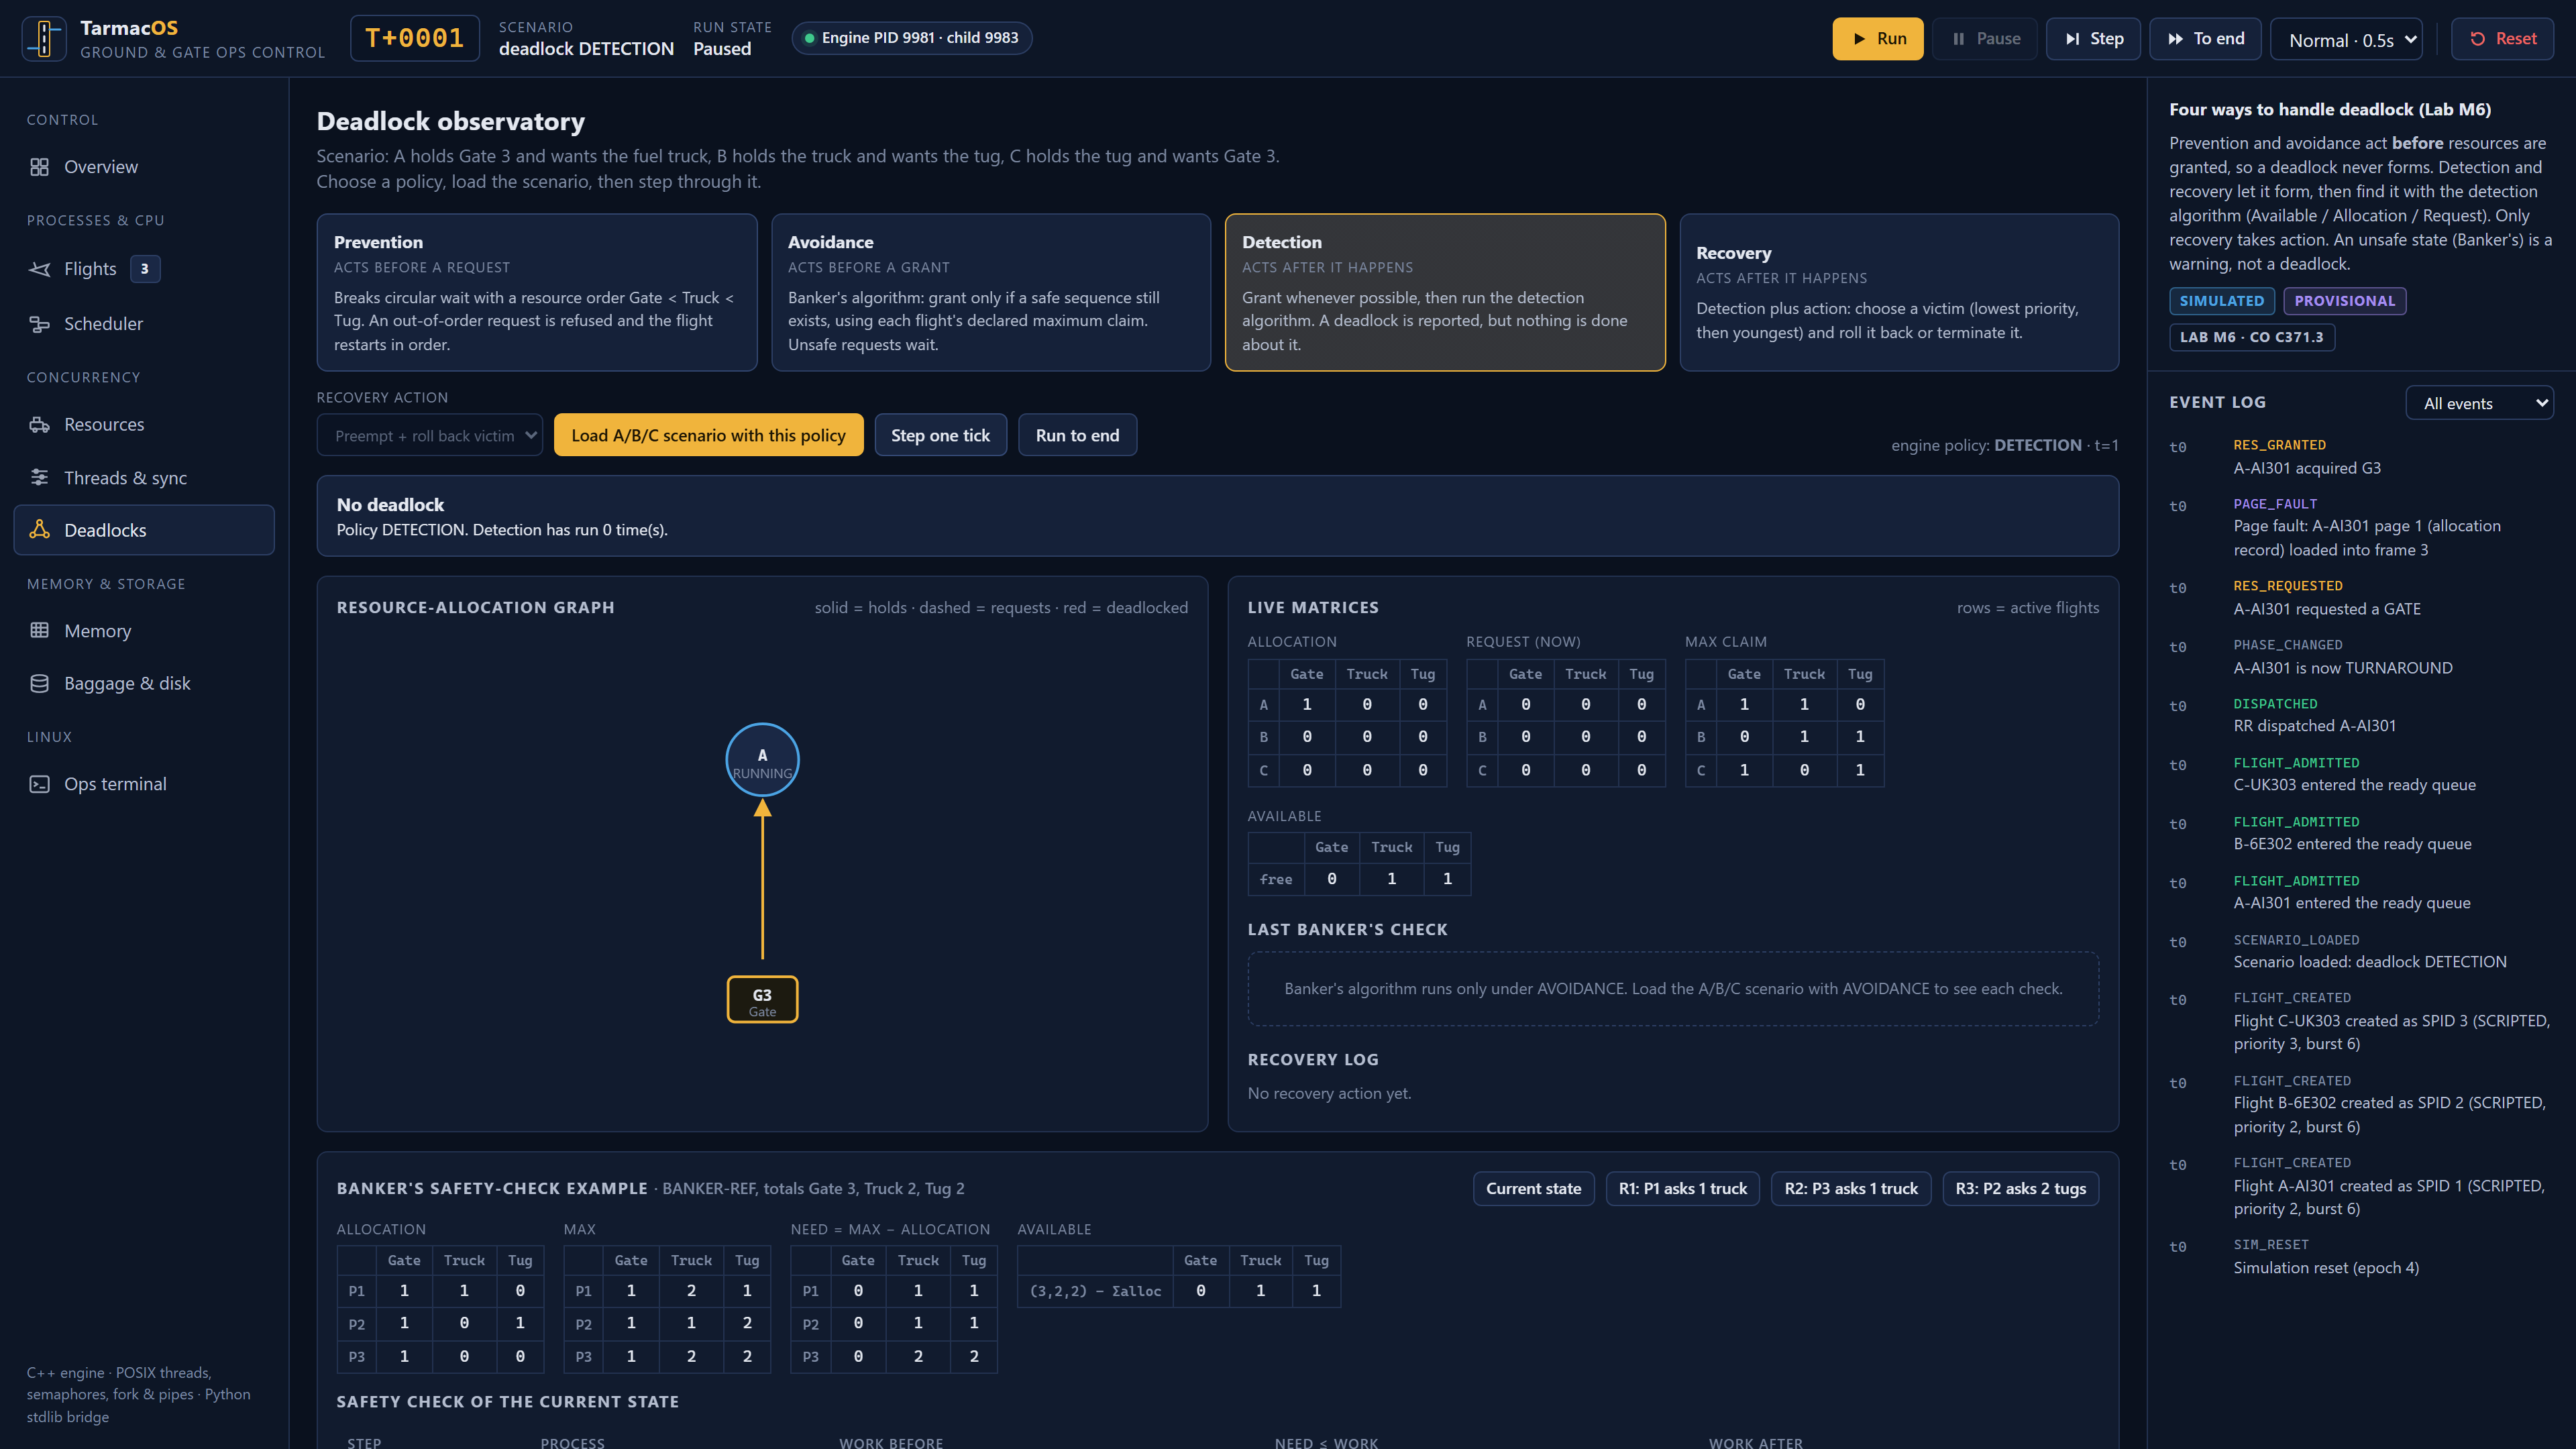 TarmacOS
GROUND & GATE OPS CONTROL
T+0001
SCENARIO
deadlock DETECTION
RUN STATE
Paused
Engine PID 9981 · child 9983
Run
Pause
Step
To end
Normal · 0.5s
Reset
CONTROL
Overview
PROCESSES & CPU
Flights 3
Scheduler
CONCURRENCY
Resources
Threads & sync
Deadlocks
MEMORY & STORAGE
Memory
Baggage & disk
LINUX
Ops terminal
C++ engine · POSIX threads,
semaphores, fork & pipes · Python
stdlib bridge
Deadlock observatory
Scenario: A holds Gate 3 and wants the fuel truck, B holds the truck and wants the tug, C holds the tug and wants Gate 3.
Choose a policy, load the scenario, then step through it.
Prevention
ACTS BEFORE A REQUEST
Breaks circular wait with a resource order Gate < Truck <
Tug. An out-of-order request is refused and the flight
restarts in order.
Avoidance
ACTS BEFORE A GRANT
Banker's algorithm: grant only if a safe sequence still
exists, using each flight's declared maximum claim.
Unsafe requests wait.
Detection
ACTS AFTER IT HAPPENS
Grant whenever possible, then run the detection
algorithm. A deadlock is reported, but nothing is done
about it.
Recovery
ACTS AFTER IT HAPPENS
Detection plus action: choose a victim (lowest priority,
then youngest) and roll it back or terminate it.
RECOVERY ACTION
Preempt + roll back victim
Load A/B/C scenario with this policy
Step one tick
Run to end
engine policy: DETECTION · t=1
No deadlock
Policy DETECTION. Detection has run 0 time(s).
RESOURCE-ALLOCATION GRAPH
solid = holds · dashed = requests · red = deadlocked
A
RUNNING
G3
Gate
LIVE MATRICES
rows = active flights
ALLOCATION
Gate Truck Tug
A 1 0 0
B 0 0 0
C 0 0 0
REQUEST (NOW)
Gate Truck Tug
A 0 0 0
B 0 0 0
C 0 0 0
MAX CLAIM
Gate Truck Tug
A 1 1 0
B 0 1 1
C 1 0 1
AVAILABLE
Gate Truck Tug
free 0 1 1
LAST BANKER'S CHECK
Banker's algorithm runs only under AVOIDANCE. Load the A/B/C scenario with AVOIDANCE to see each check.
RECOVERY LOG
No recovery action yet.
BANKER'S SAFETY-CHECK EXAMPLE · BANKER-REF, totals Gate 3, Truck 2, Tug 2
Current state
R1: P1 asks 1 truck
R2: P3 asks 1 truck
R3: P2 asks 2 tugs
ALLOCATION
Gate Truck Tug
P1 1 1 0
P2 1 0 1
P3 1 0 0
MAX
Gate Truck Tug
P1 1 2 1
P2 1 1 2
P3 1 2 2
NEED = MAX − ALLOCATION
Gate Truck Tug
P1 0 1 1
P2 0 1 1
P3 0 2 2
AVAILABLE
Gate Truck Tug
(3,2,2) − Σalloc 0 1 1
SAFETY CHECK OF THE CURRENT STATE
STEP PROCESS WORK BEFORE NEED ≤ WORK WORK AFTER
Four ways to handle deadlock (Lab M6)
Prevention and avoidance act before resources are
granted, so a deadlock never forms. Detection and
recovery let it form, then find it with the detection
algorithm (Available / Allocation / Request). Only
recovery takes action. An unsafe state (Banker's) is a
warning, not a deadlock.
SIMULATED
PROVISIONAL
LAB M6 · CO C371.3
EVENT LOG
All events
t0 RES_GRANTED
A-AI301 acquired G3
t0 PAGE_FAULT
Page fault: A-AI301 page 1 (allocation
record) loaded into frame 3
t0 RES_REQUESTED
A-AI301 requested a GATE
t0 PHASE_CHANGED
A-AI301 is now TURNAROUND
t0 DISPATCHED
RR dispatched A-AI301
t0 FLIGHT_ADMITTED
C-UK303 entered the ready queue
t0 FLIGHT_ADMITTED
B-6E302 entered the ready queue
t0 FLIGHT_ADMITTED
A-AI301 entered the ready queue
t0 SCENARIO_LOADED
Scenario loaded: deadlock DETECTION
t0 FLIGHT_CREATED
Flight C-UK303 created as SPID 3 (SCRIPTED,
priority 3, burst 6)
t0 FLIGHT_CREATED
Flight B-6E302 created as SPID 2 (SCRIPTED,
priority 2, burst 6)
t0 FLIGHT_CREATED
Flight A-AI301 created as SPID 1 (SCRIPTED,
priority 2, burst 6)
t0 SIM_RESET
Simulation reset (epoch 4)